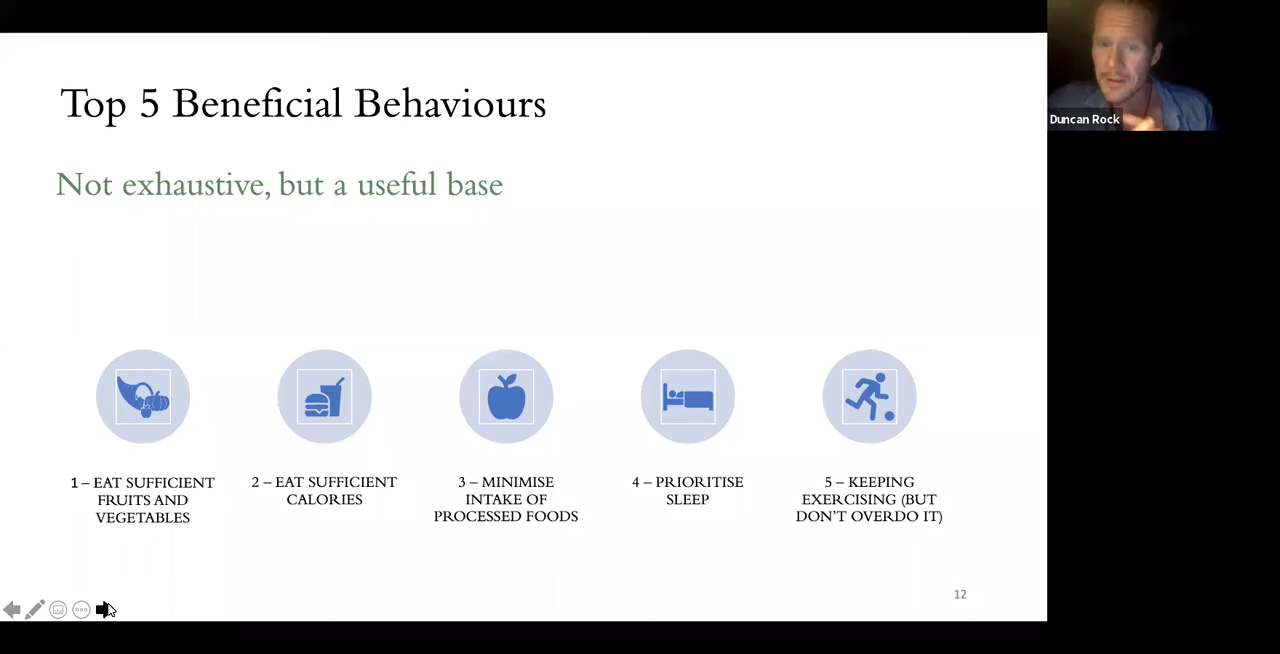 Top 5 Beneficial Behaviours
Duncan Rock
Not exhaustive, but a useful base
1 – EAT SUFFICIENT
FRUITS AND
VEGETABLES
2 – EAT SUFFICIENT
CALORIES
3 – MINIMISE
INTAKE OF
PROCESSED FOODS
4 – PRIORITISE
SLEEP
5 – KEEPING
EXERCISING (BUT
DON'T OVERDO IT)
12